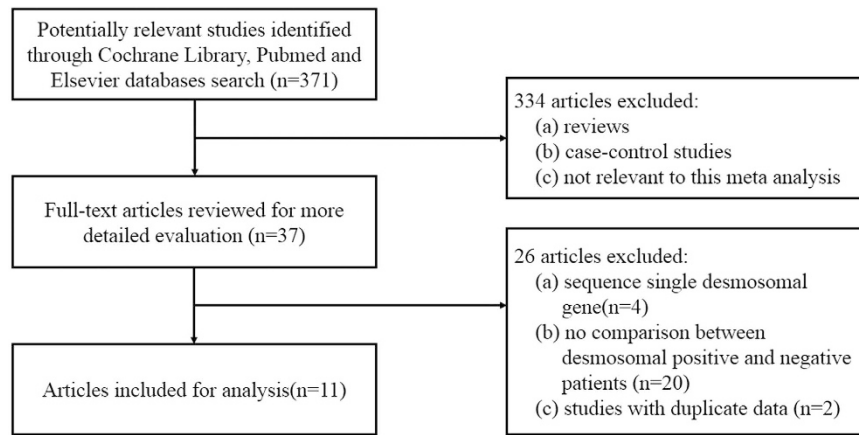 Potentially relevant studies identified
through Cochrane Library, Pubmed and
Elsevier databases search (n=371)
334 articles excluded:
(a) reviews
(b) case-control studies
(c) not relevant to this meta analysis
Full-text articles reviewed for more
detailed evaluation (n=37)
26 articles excluded:
(a) sequence single desmosomal
gene(n=4)
(b) no comparison between
desmosomal positive and negative
patients (n=20)
(c) studies with duplicate data (n=2)
Articles included for analysis(n=11)